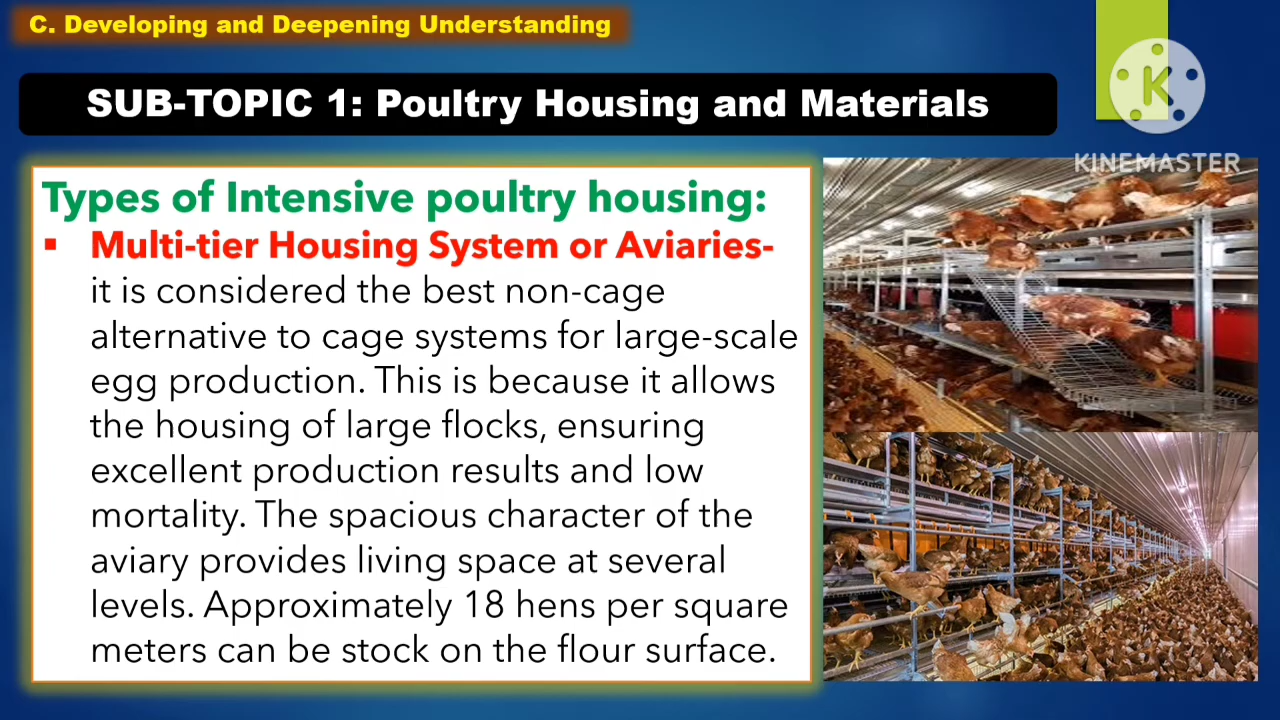 C. Developing and Deepening Understanding
SUB-TOPIC 1: Poultry Housing and Materials
K
KINEMASTER
Types of Intensive poultry housing:
▪ Multi-tier Housing System or Aviaries-
it is considered the best non-cage
alternative to cage systems for large-scale
egg production. This is because it allows
the housing of large flocks, ensuring
excellent production results and low
mortality. The spacious character of the
aviary provides living space at several
levels. Approximately 18 hens per square
meters can be stock on the flour surface.